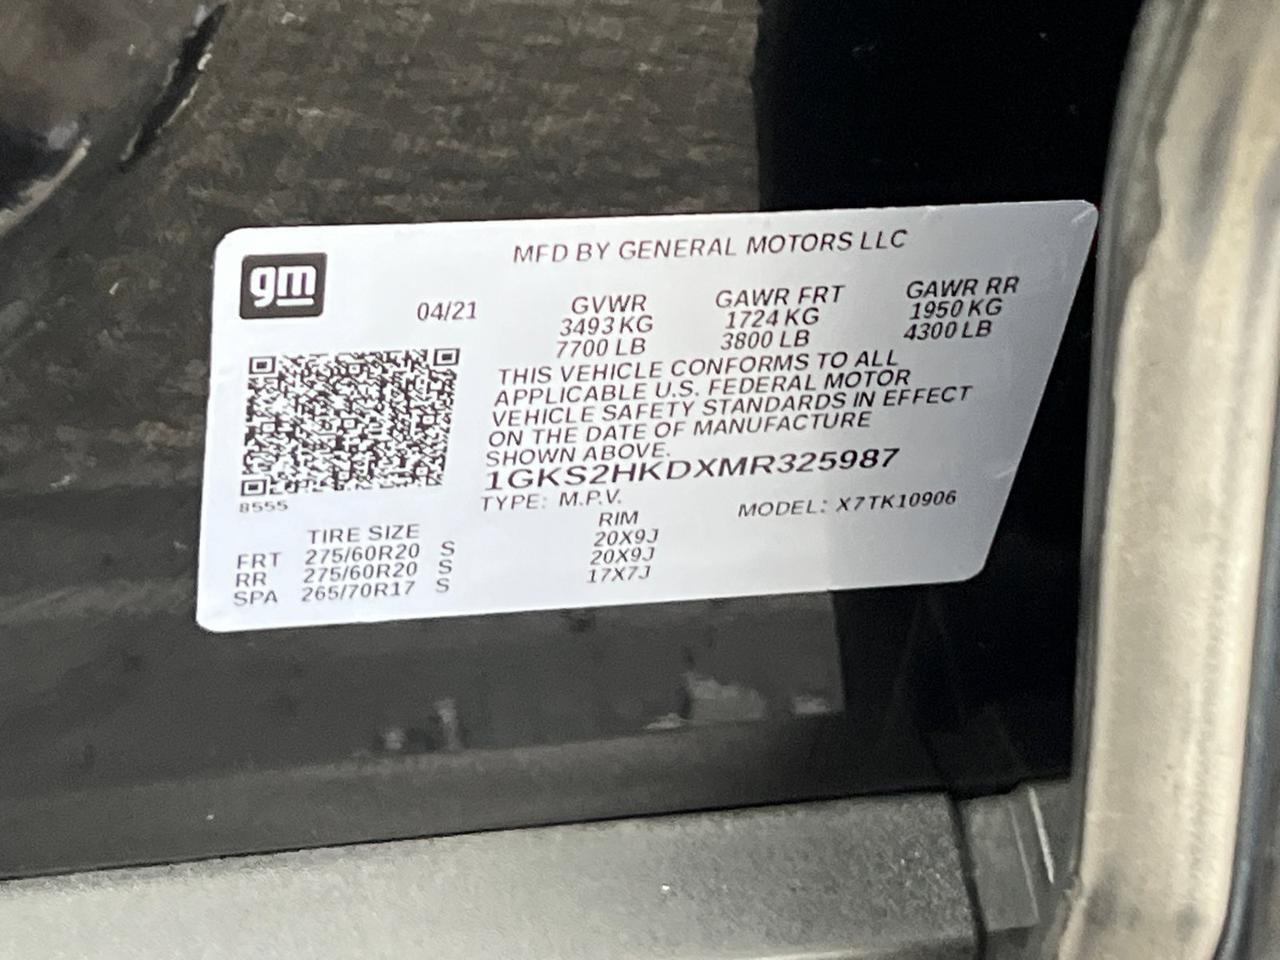 MFD BY GENERAL MOTORS LLC
gm
04/21 GVWR GAWR FRT GAWR RR
3493 KG 1724 KG 1950 KG
7700 LB 3800 LB 4300 LB
THIS VEHICLE CONFORMS TO ALL
APPLICABLE U.S. FEDERAL MOTOR
VEHICLE SAFETY STANDARDS IN EFFECT
ON THE DATE OF MANUFACTURE
SHOWN ABOVE.
1GKS2HKDXMR325987
8555
TYPE: M.P.V. MODEL: X7TK10906
TIRE SIZE RIM
FRT 275/60R20 S 20X9J
RR 275/60R20 S 20X9J
SPA 265/70R17 S 17X7J